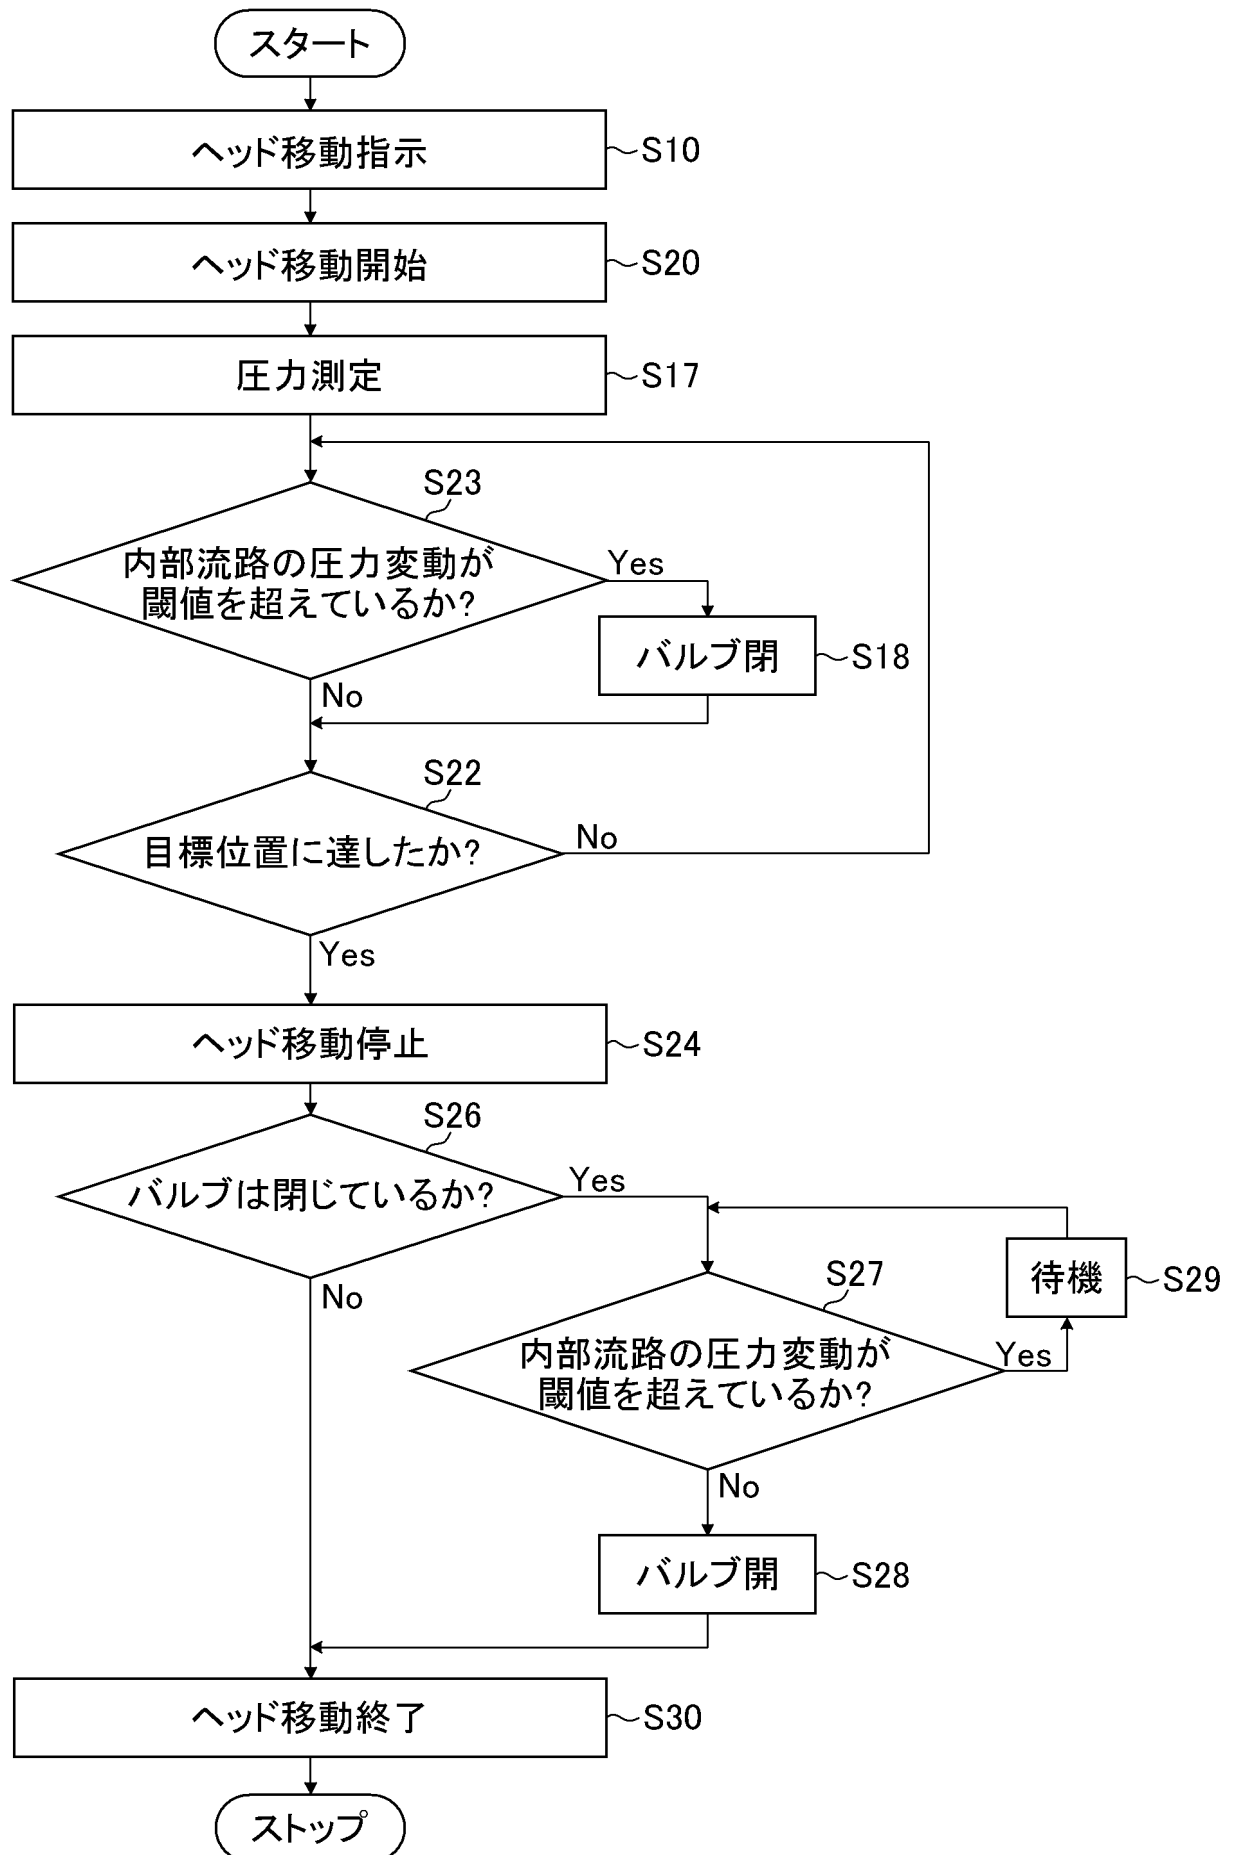 スタート
ヘッド移動指示
S10
ヘッド移動開始
S20
圧力測定
S17
S23
内部流路の圧力変動が
閾値を超えているか?
Yes
バルブ閉
S18
No
S22
目標位置に達したか?
No
Yes
ヘッド移動停止
S24
S26
バルブは閉じているか?
Yes
No
待機
S29
S27
内部流路の圧力変動が
閾値を超えているか?
Yes
No
バルブ開
S28
ヘッド移動終了
S30
ストップ